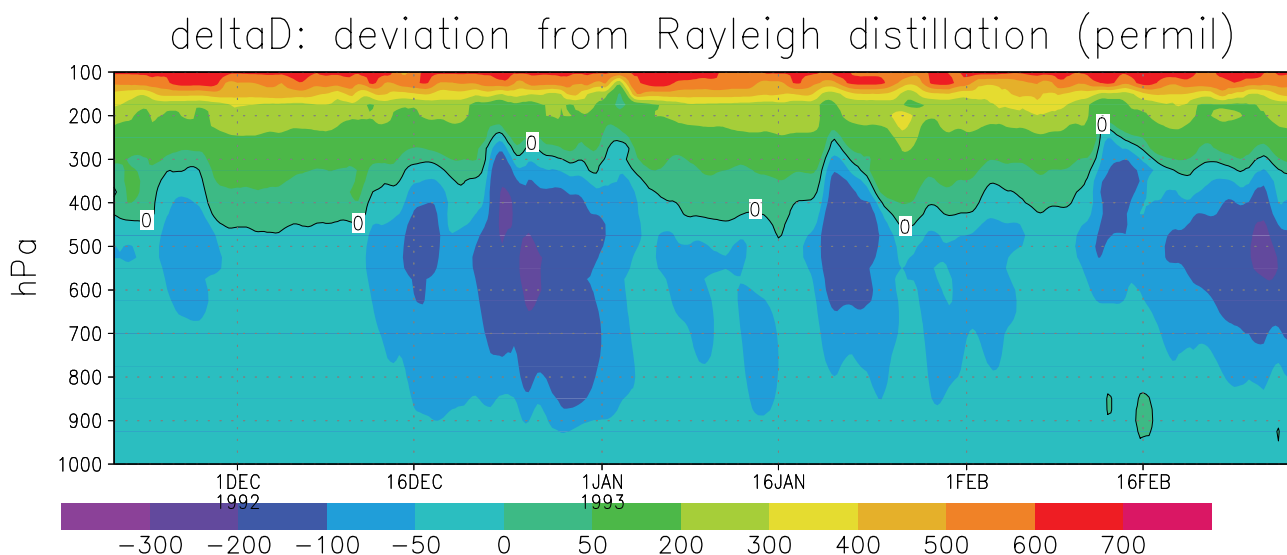 deltaD: deviation from Rayleigh distillation (permil)
100
200
300
400
500
600
700
800
900
1000
hPa
0
0
0
0
0
0
1DEC
1992
16DEC
1JAN
1993
16JAN
1FEB
16FEB
-300 -200 -100 -50 0 50 100 200 300 400 500 600 700